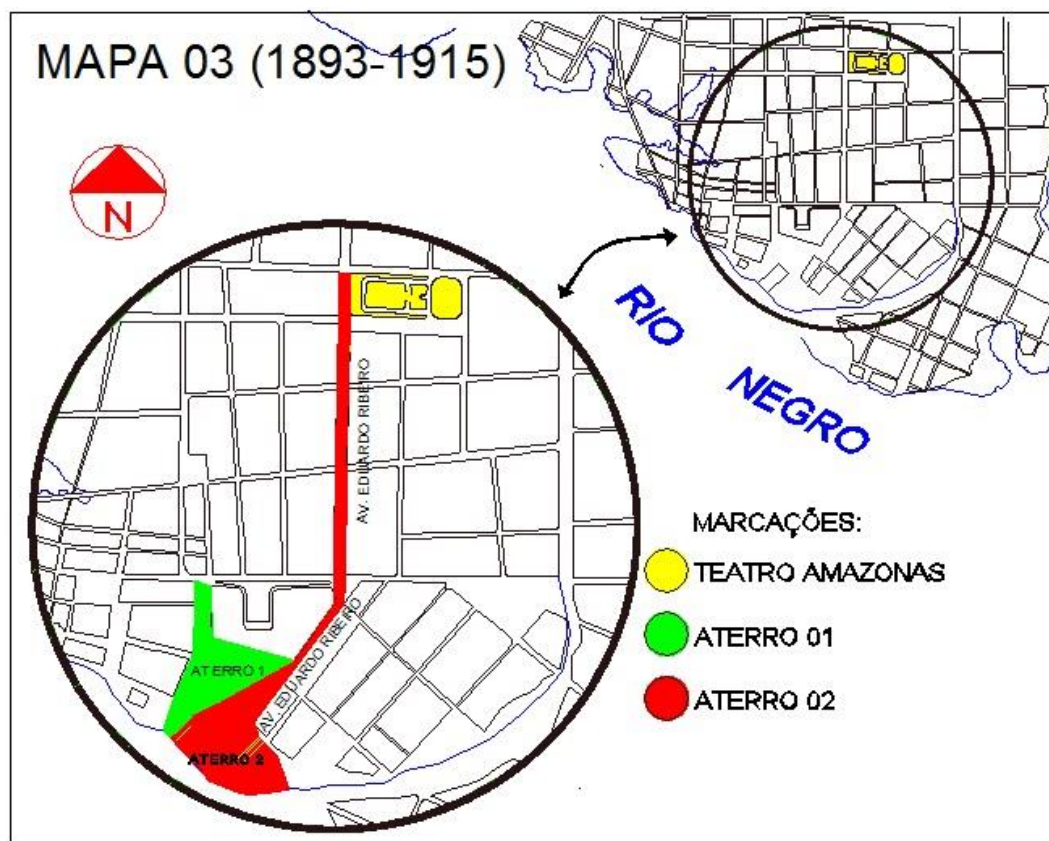 MAPA 03 (1893-1915)
N
RIO
NEGRO
AV. EDUARDO RIBEIRO
AV. EDUARDO RIBEIRO
ATERRO 1
ATERRO 2
MARCAÇÕES:
TEATRO AMAZONAS
ATERRO 01
ATERRO 02